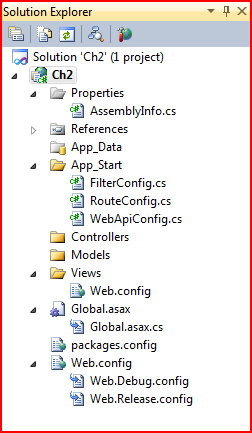 Solution Explorer
Solution 'Ch2' (1 project)
Ch2
Properties
AssemblyInfo.cs
References
App_Data
App_Start
FilterConfig.cs
RouteConfig.cs
WebApiConfig.cs
Controllers
Models
Views
Web.config
Global.asax
Global.asax.cs
packages.config
Web.config
Web.Debug.config
Web.Release.config